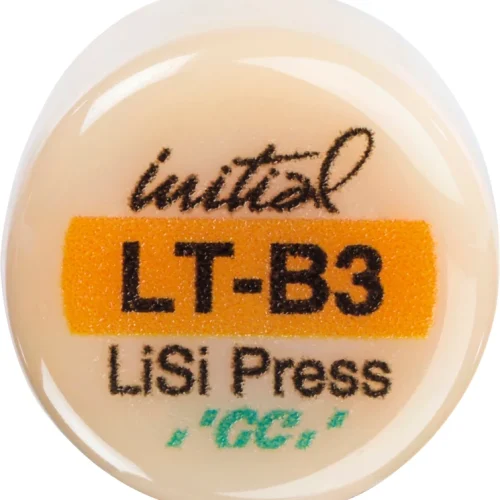 initial
LT-B3
LiSi Press
'GC'